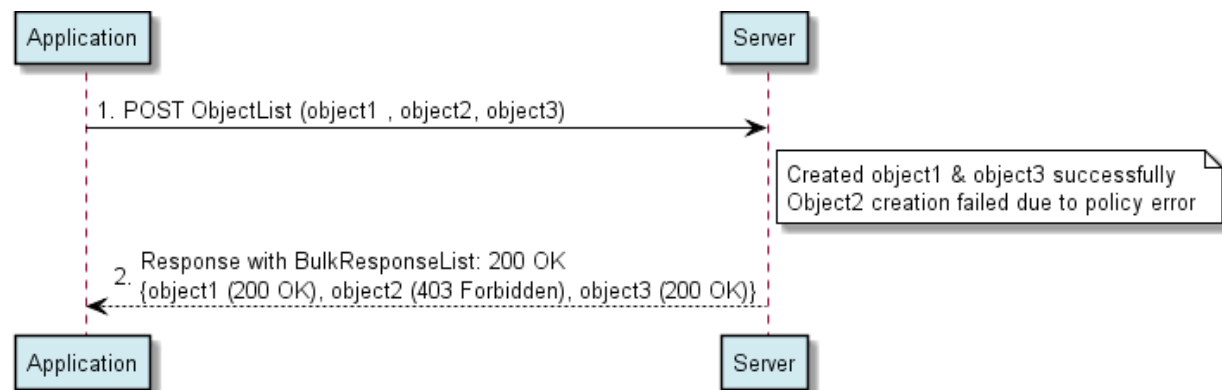 Application
Server
1. POST ObjectList (object1 , object2, object3)
Created object1 & object3 successfully
Object2 creation failed due to policy error
2. Response with BulkResponseList: 200 OK
{object1 (200 OK), object2 (403 Forbidden), object3 (200 OK)}
Application
Server